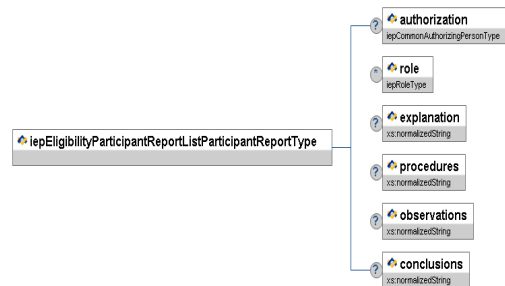 authorization
iepCommonAuthorizingPersonType
role
iepRoleType
explanation
xs:normalizedString
iepEligibilityParticipantReportListParticipantReportType
procedures
xs:normalizedString
observations
xs:normalizedString
conclusions
xs:normalizedString
?
*
?
?
?
?